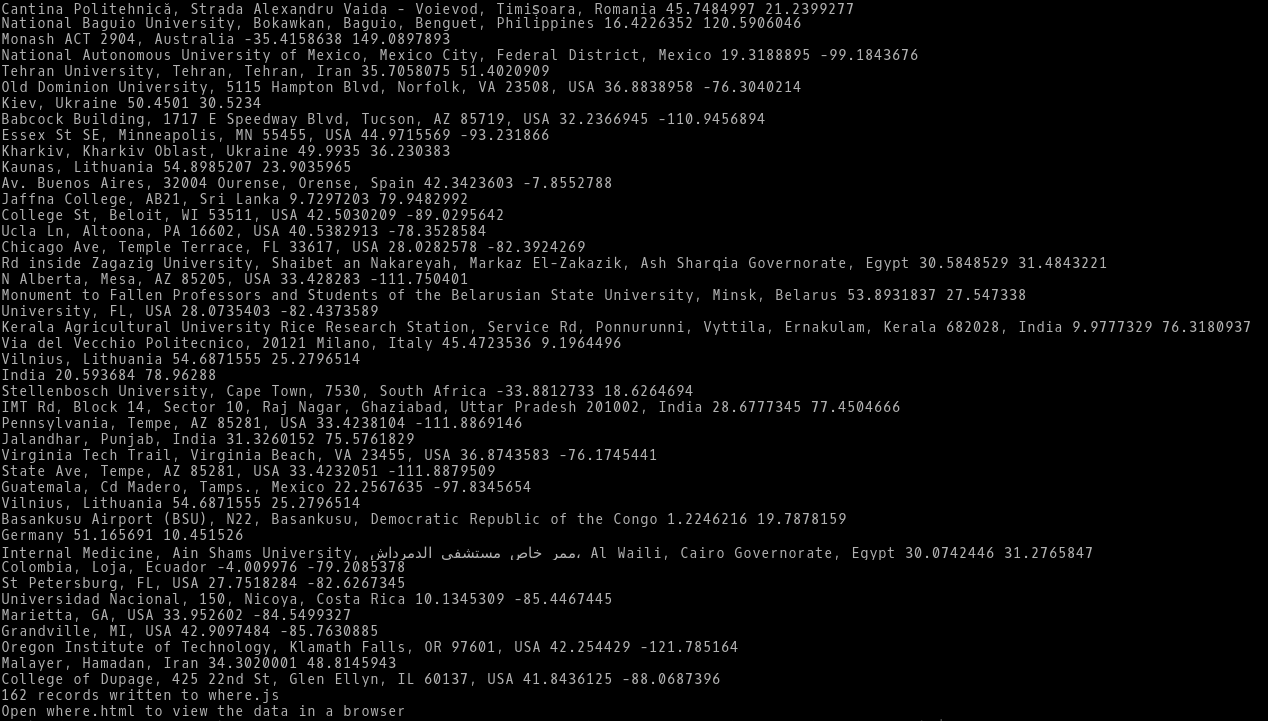 Cantina Politehnică, Strada Alexandru Vaida - Voievod, Timișoara, Romania 45.7484997 21.2399277
National Baguio University, Bokawkan, Baguio, Benguet, Philippines 16.4226352 120.5906046
Monash ACT 2904, Australia -35.4158638 149.0897893
National Autonomous University of Mexico, Mexico City, Federal District, Mexico 19.3188895 -99.1843676
Tehran University, Tehran, Tehran, Iran 35.7058075 51.4020909
Old Dominion University, 5115 Hampton Blvd, Norfolk, VA 23508, USA 36.8838958 -76.3040214
Kiev, Ukraine 50.4501 30.5234
Babcock Building, 1717 E Speedway Blvd, Tucson, AZ 85719, USA 32.2366945 -110.9456894
Essex St SE, Minneapolis, MN 55455, USA 44.9715569 -93.231866
Kharkiv, Kharkiv Oblast, Ukraine 49.9935 36.230383
Kaunas, Lithuania 54.8985207 23.9035965
Av. Buenos Aires, 32004 Ourense, Orense, Spain 42.3423603 -7.8552788
Jaffna College, AB21, Sri Lanka 9.7297203 79.9482992
College St, Beloit, WI 53511, USA 42.5030209 -89.0295642
Ucla Ln, Altoona, PA 16602, USA 40.5382913 -78.3528584
Chicago Ave, Temple Terrace, FL 33617, USA 28.0282578 -82.3924269
Rd inside Zagazig University, Shaibet an Nakareyah, Markaz El-Zakazik, Ash Sharqia Governorate, Egypt 30.5848529 31.4843221
N Alberta, Mesa, AZ 85205, USA 33.428283 -111.750401
Monument to Fallen Professors and Students of the Belarusian State University, Minsk, Belarus 53.8931837 27.547338
University, FL, USA 28.0735403 -82.4373589
Kerala Agricultural University Rice Research Station, Service Rd, Ponnurunni, Vyttila, Ernakulam, Kerala 682028, India 9.9777329 76.3180937
Via del Vecchio Politecnico, 20121 Milano, Italy 45.4723536 9.1964496
Vilnius, Lithuania 54.6871555 25.2796514
India 20.593684 78.96288
Stellenbosch University, Cape Town, 7530, South Africa -33.8812733 18.6264694
IMT Rd, Block 14, Sector 10, Raj Nagar, Ghaziabad, Uttar Pradesh 201002, India 28.6777345 77.4504666
Pennsylvania, Tempe, AZ 85281, USA 33.4238104 -111.8869146
Jalandhar, Punjab, India 31.3260152 75.5761829
Virginia Tech Trail, Virginia Beach, VA 23455, USA 36.8743583 -76.1745441
State Ave, Tempe, AZ 85281, USA 33.4232051 -111.8879509
Guatemala, Cd Madero, Tamps., Mexico 22.2567635 -97.8345654
Vilnius, Lithuania 54.6871555 25.2796514
Basankusu Airport (BSU), N22, Basankusu, Democratic Republic of the Congo 1.2246216 19.7878159
Germany 51.165691 10.451526
Internal Medicine, Ain Shams University, ممر خاص مستشفى الدمرداش، Al Waili, Cairo Governorate, Egypt 30.0742446 31.2765847
Colombia, Loja, Ecuador -4.009976 -79.2085378
St Petersburg, FL, USA 27.7518284 -82.6267345
Universidad Nacional, 150, Nicoya, Costa Rica 10.1345309 -85.4467445
Marietta, GA, USA 33.952602 -84.5499327
Grandville, MI, USA 42.9097484 -85.7630885
Oregon Institute of Technology, Klamath Falls, OR 97601, USA 42.254429 -121.785164
Malayer, Hamadan, Iran 34.3020001 48.8145943
College of Dupage, 425 22nd St, Glen Ellyn, IL 60137, USA 41.8436125 -88.0687396
162 records written to where.js
Open where.html to view the data in a browser